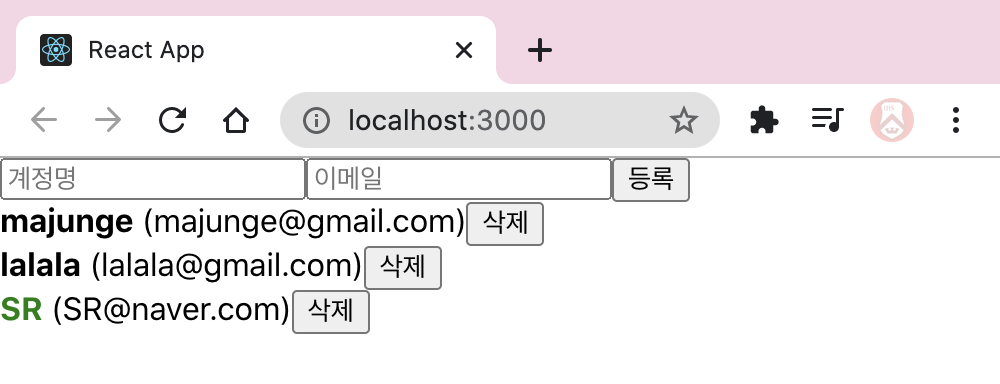 React App
localhost:3000
계정명 이메일 등록
majunge (majunge@gmail.com) 삭제
lalala (lalala@gmail.com) 삭제
SR (SR@naver.com) 삭제